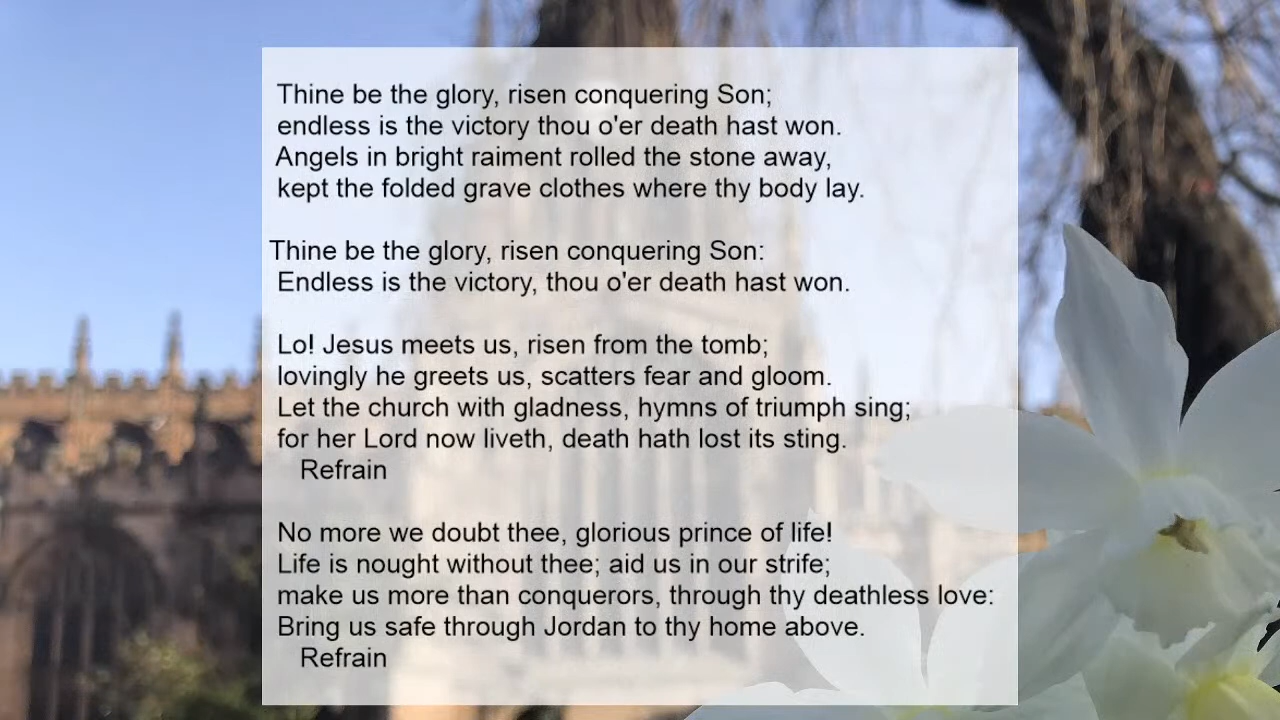 Thine be the glory, risen conquering Son;
endless is the victory thou o'er death hast won.
Angels in bright raiment rolled the stone away,
kept the folded grave clothes where thy body lay.
Thine be the glory, risen conquering Son:
Endless is the victory, thou o'er death hast won.
Lo! Jesus meets us, risen from the tomb;
lovingly he greets us, scatters fear and gloom.
Let the church with gladness, hymns of triumph sing;
for her Lord now liveth, death hath lost its sting.
Refrain
No more we doubt thee, glorious prince of life!
Life is nought without thee; aid us in our strife;
make us more than conquerors, through thy deathless love:
Bring us safe through Jordan to thy home above.
Refrain